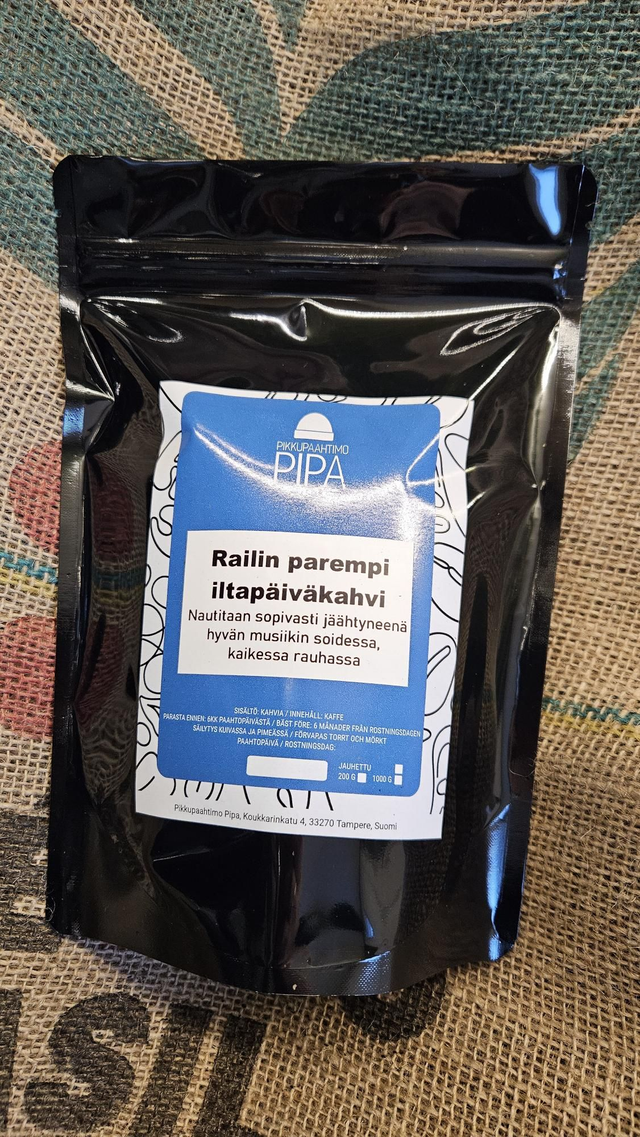 PIKKUPAAHTIMO
PIPA
Railin parempi
iltapäiväkahvi
Nautitaan sopivasti jäähtyneenä
hyvän musiikin soidessa,
kaikessa rauhassa
SISÄLTÖ: KAHVIA / INNEHÅLL: KAFFE
PARASTA ENNEN: 6KK PAAHTOPÄIVÄSTÄ / BÄST FÖRE: 6 MÅNADER FRÅN ROSTNINGSDAGEN
SÄILYTYS KUIVASSA JA PIMEÄSSÄ / FÖRVARAS TORRT OCH MÖRKT
PAAHTOPÄIVÄ / ROSTNINGSDAG:
JAUHETTU
200 G 1000 G
Pikkupaahtimo Pipa, Koukkarinkatu 4, 33270 Tampere, Suomi